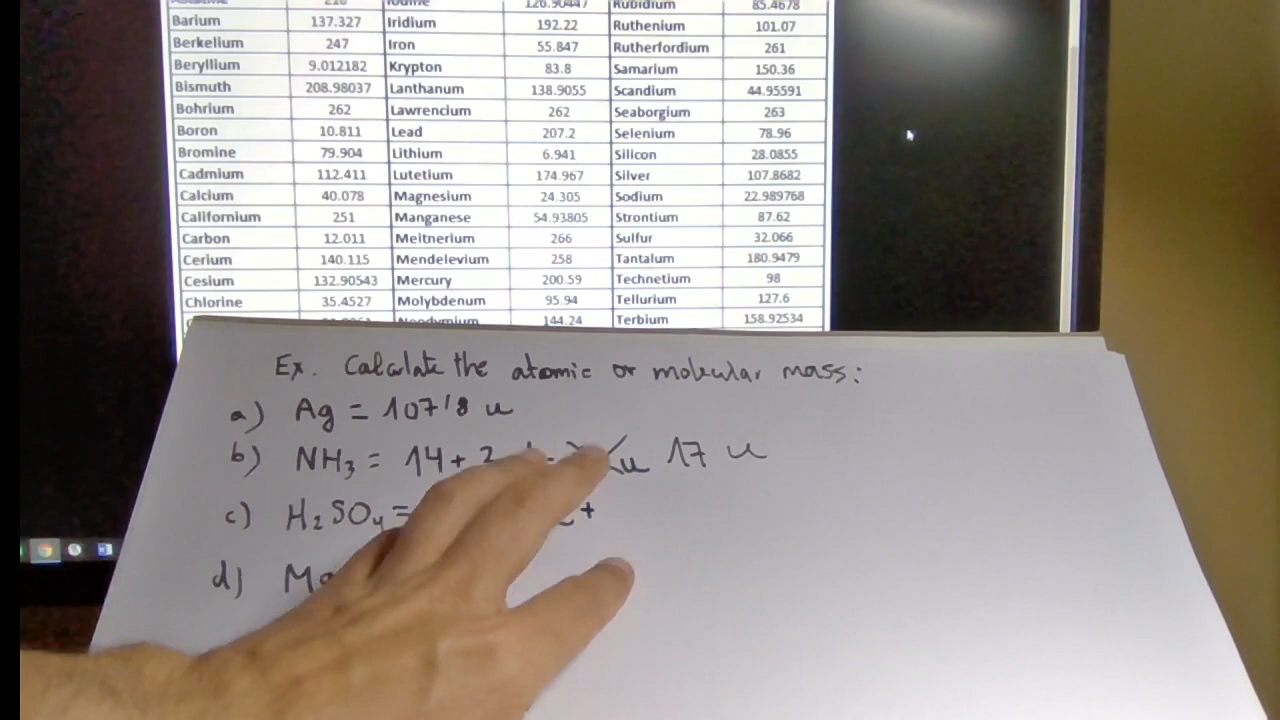 126.90447 Rubidium 85.4678
Barium 137.327 Iridium 192.22 Ruthenium 101.07
Berkelium 247 Iron 55.847 Rutherfordium 261
Beryllium 9.012182 Krypton 83.8 Samarium 150.36
Bismuth 208.98037 Lanthanum 138.9055 Scandium 44.95591
Bohrium 262 Lawrencium 262 Seaborgium 263
Boron 10.811 Lead 207.2 Selenium 78.96
Bromine 79.904 Lithium 6.941 Silicon 28.0855
Cadmium 112.411 Lutetium 174.967 Silver 107.8682
Calcium 40.078 Magnesium 24.305 Sodium 22.989768
Californium 251 Manganese 54.93805 Strontium 87.62
Carbon 12.011 Meitnerium 266 Sulfur 32.066
Cerium 140.115 Mendelevium 258 Tantalum 180.9479
Cesium 132.90543 Mercury 200.59 Technetium 98
Chlorine 35.4527 Molybdenum 95.94 Tellurium 127.6
Neodymium 144.24 Terbium 158.92534
Ex. Calculate the atomic or molecular mass:
a) Ag = 107'8 u
b) NH₃ = 14 + u 17 u
c) H₂SO₄ = +
d)